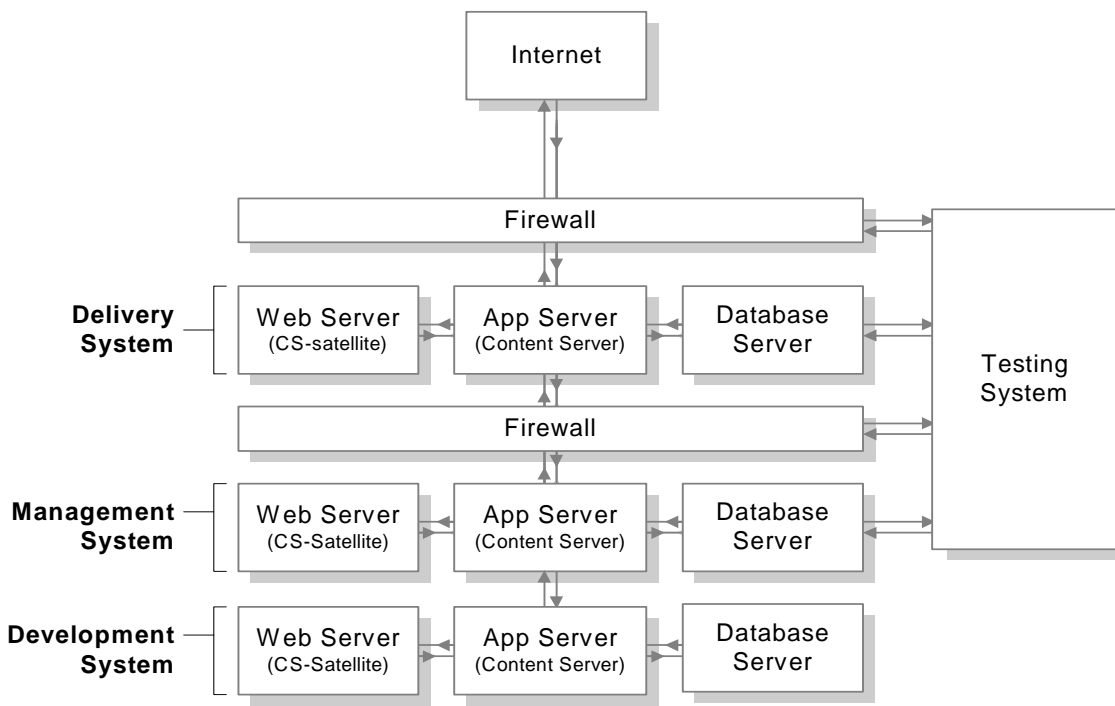 Internet
Firewall
Delivery
System
Web Server
(CS-satellite)
App Server
(Content Server)
Database
Server
Testing
System
Firewall
Management
System
Web Server
(CS-Satellite)
App Server
(Content Server)
Database
Server
Development
System
Web Server
(CS-Satellite)
App Server
(Content Server)
Database
Server